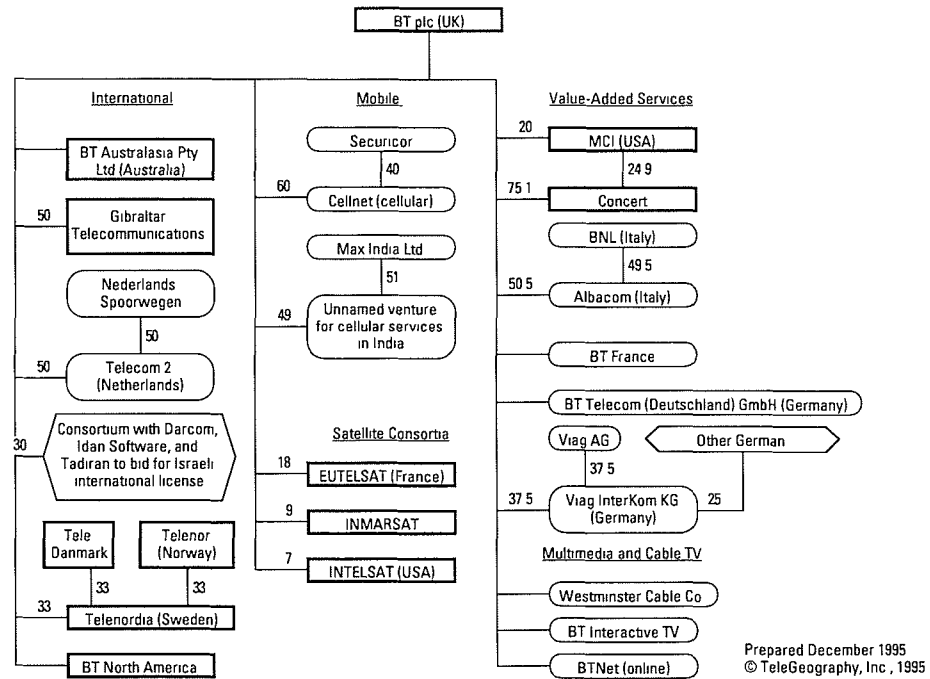 BT plc (UK)
International
BT Australasia Pty
Ltd (Australia)
50
Gibraltar
Telecommunications
Nederlands
Spoorwegen
50
50
Telecom 2
(Netherlands)
30
Consortium with Darcom,
Idan Software, and
Tadiran to bid for Israeli
international license
Tele
Danmark
Telenor
(Norway)
33
33
33
Telenordia (Sweden)
BT North America
Mobile
Securicor
40
60
Cellnet (cellular)
Max India Ltd
51
49
Unnamed venture
for cellular services
in India
Satellite Consortia
18
EUTELSAT (France)
9
INMARSAT
7
INTELSAT (USA)
Value-Added Services
20
MCI (USA)
24 9
75 1
Concert
BNL (Italy)
49 5
50 5
Albacom (Italy)
BT France
BT Telecom (Deutschland) GmbH (Germany)
Viag AG
Other German
37 5
37 5
Viag InterKom KG
(Germany)
25
Multimedia and Cable TV
Westminster Cable Co
BT Interactive TV
BTNet (online)
Prepared December 1995
© TeleGeography, Inc , 1995